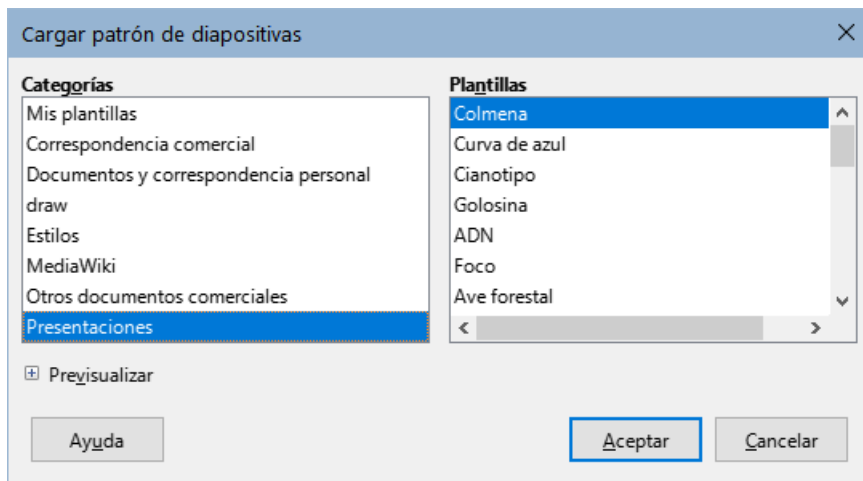 Cargar patrón de diapositivas
Categorías
Mis plantillas
Correspondencia comercial
Documentos y correspondencia personal
draw
Estilos
MediaWiki
Otros documentos comerciales
Presentaciones
Plantillas
Colmena
Curva de azul
Cianotipo
Golosina
ADN
Foco
Ave forestal
Previsualizar
Ayuda
Aceptar
Cancelar